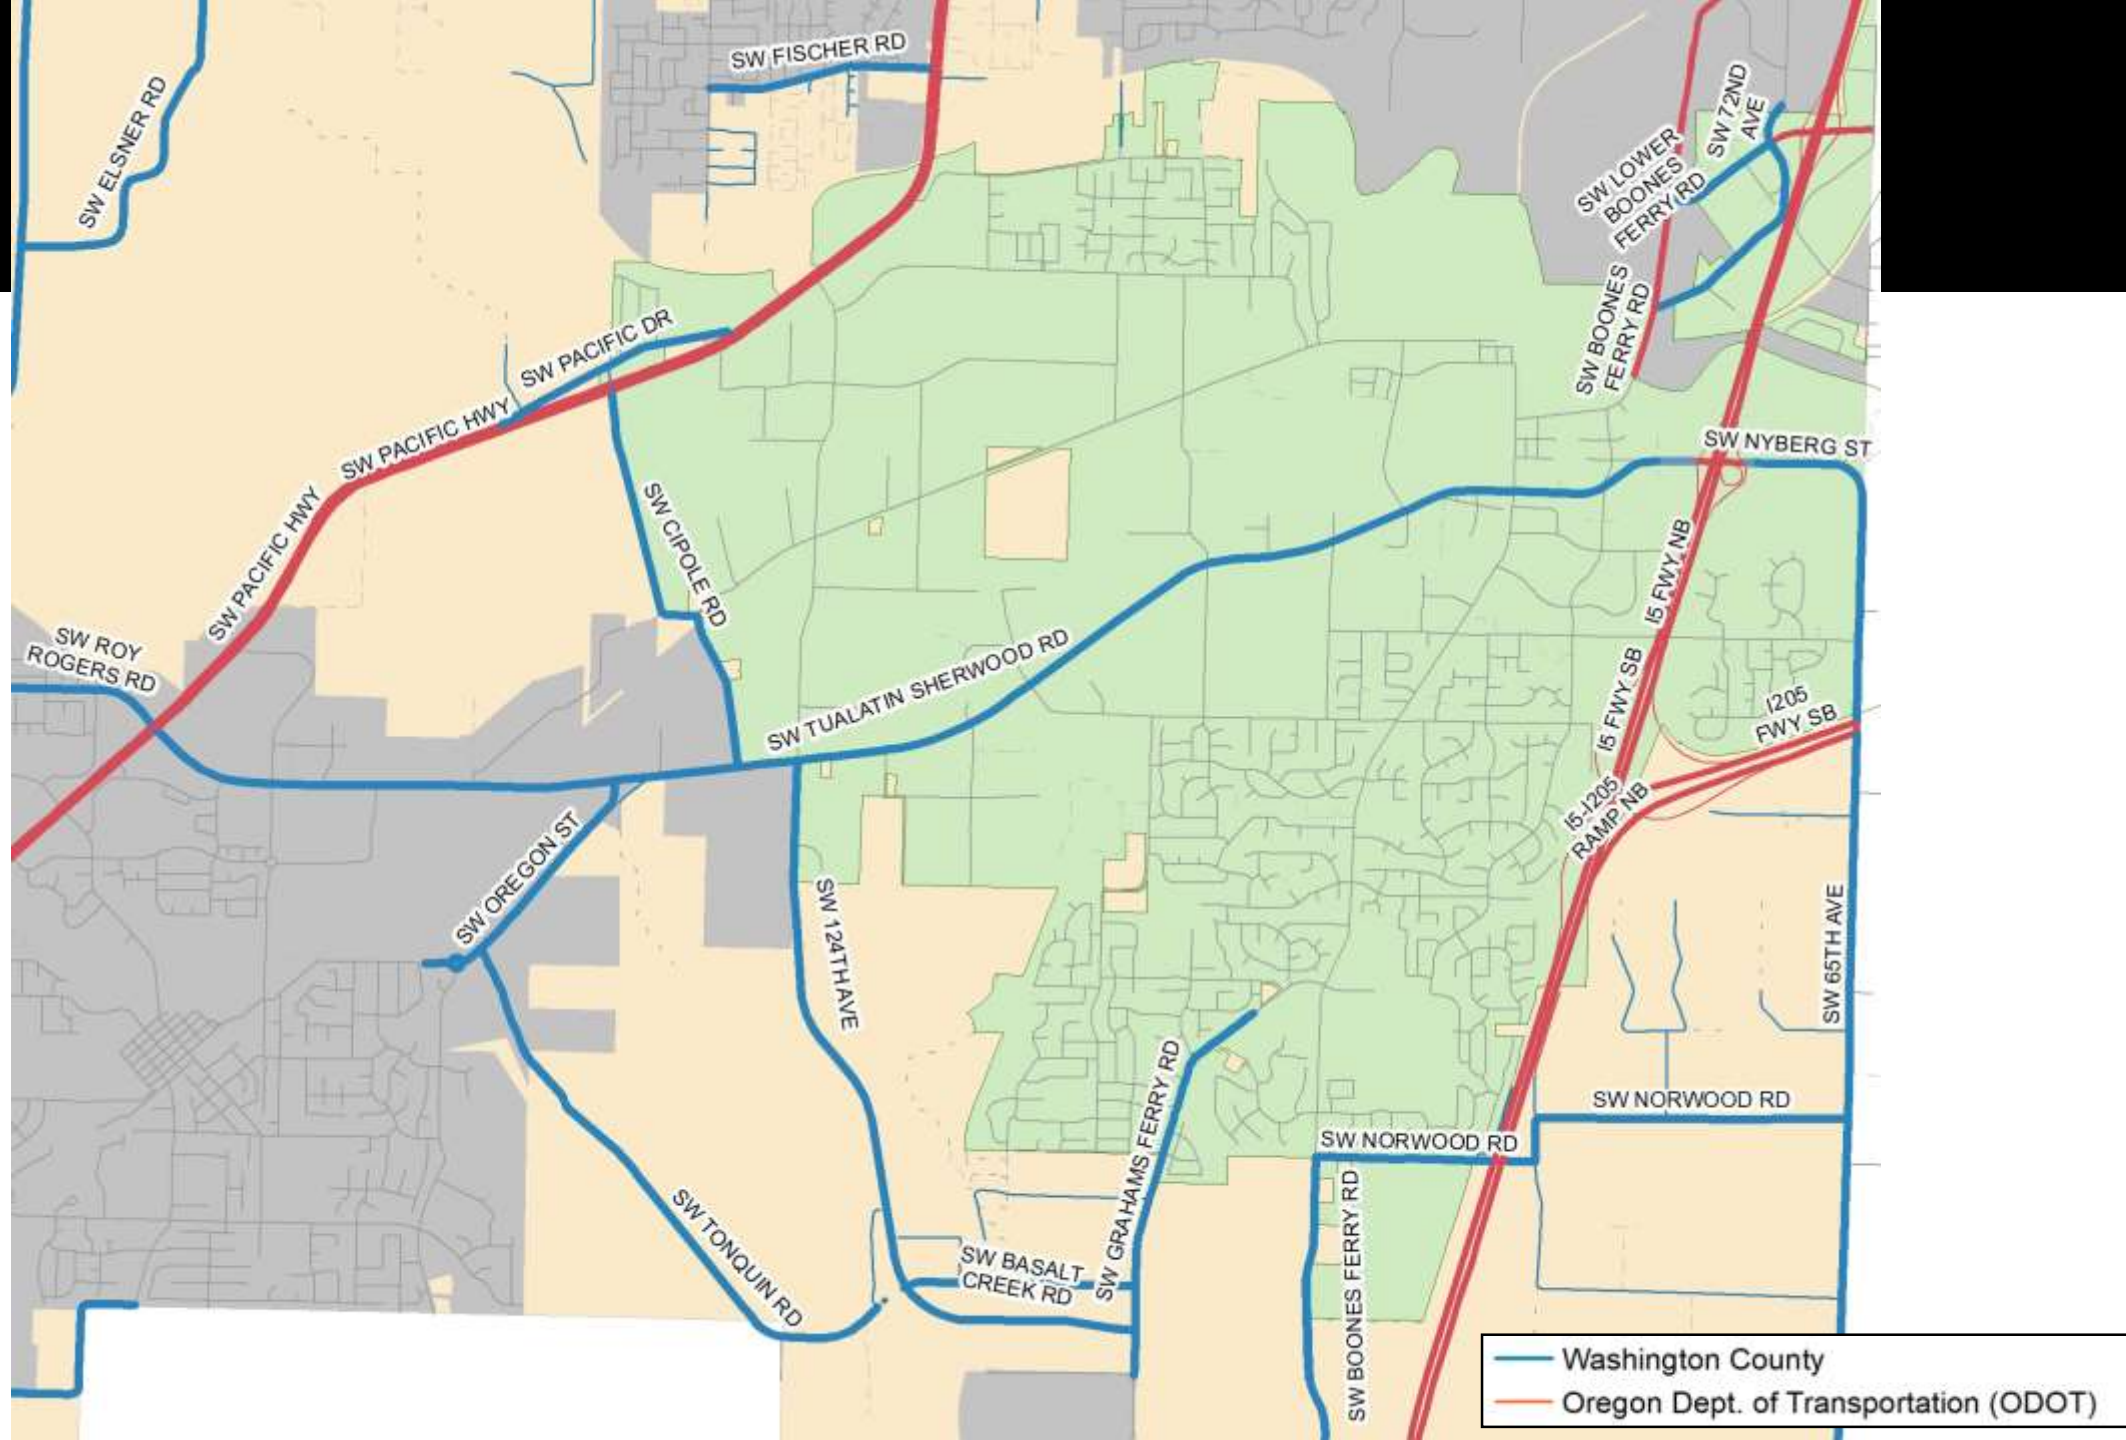 SW FISCHER RD
SW ELSNER RD
SW 72ND
AVE
SW LOWER
BOONES
FERRY RD
SW BOONES
FERRY RD
SW PACIFIC DR
SW PACIFIC HWY
SW NYBERG ST
SW PACIFIC HWY
SW CIPOLE RD
I5 FWY NB
SW ROY
ROGERS RD
SW TUALATIN SHERWOOD RD
I5 FWY SB
I205
FWY SB
I5-I205
RAMP NB
SW OREGON ST
SW 124TH AVE
SW 65TH AVE
SW GRAHAMS FERRY RD
SW NORWOOD RD
SW NORWOOD RD
SW TONQUIN RD
SW BASALT
CREEK RD
SW BOONES FERRY RD
Washington County
Oregon Dept. of Transportation (ODOT)